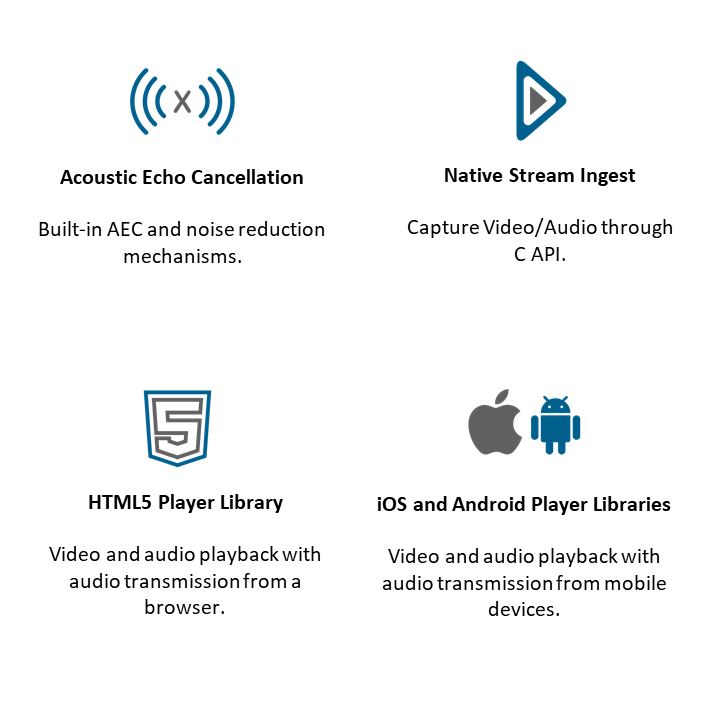 Acoustic Echo Cancellation
Built-in AEC and noise reduction
mechanisms.
Native Stream Ingest
Capture Video/Audio through
C API.
HTML5 Player Library
Video and audio playback with
audio transmission from a
browser.
iOS and Android Player Libraries
Video and audio playback with
audio transmission from mobile
devices.